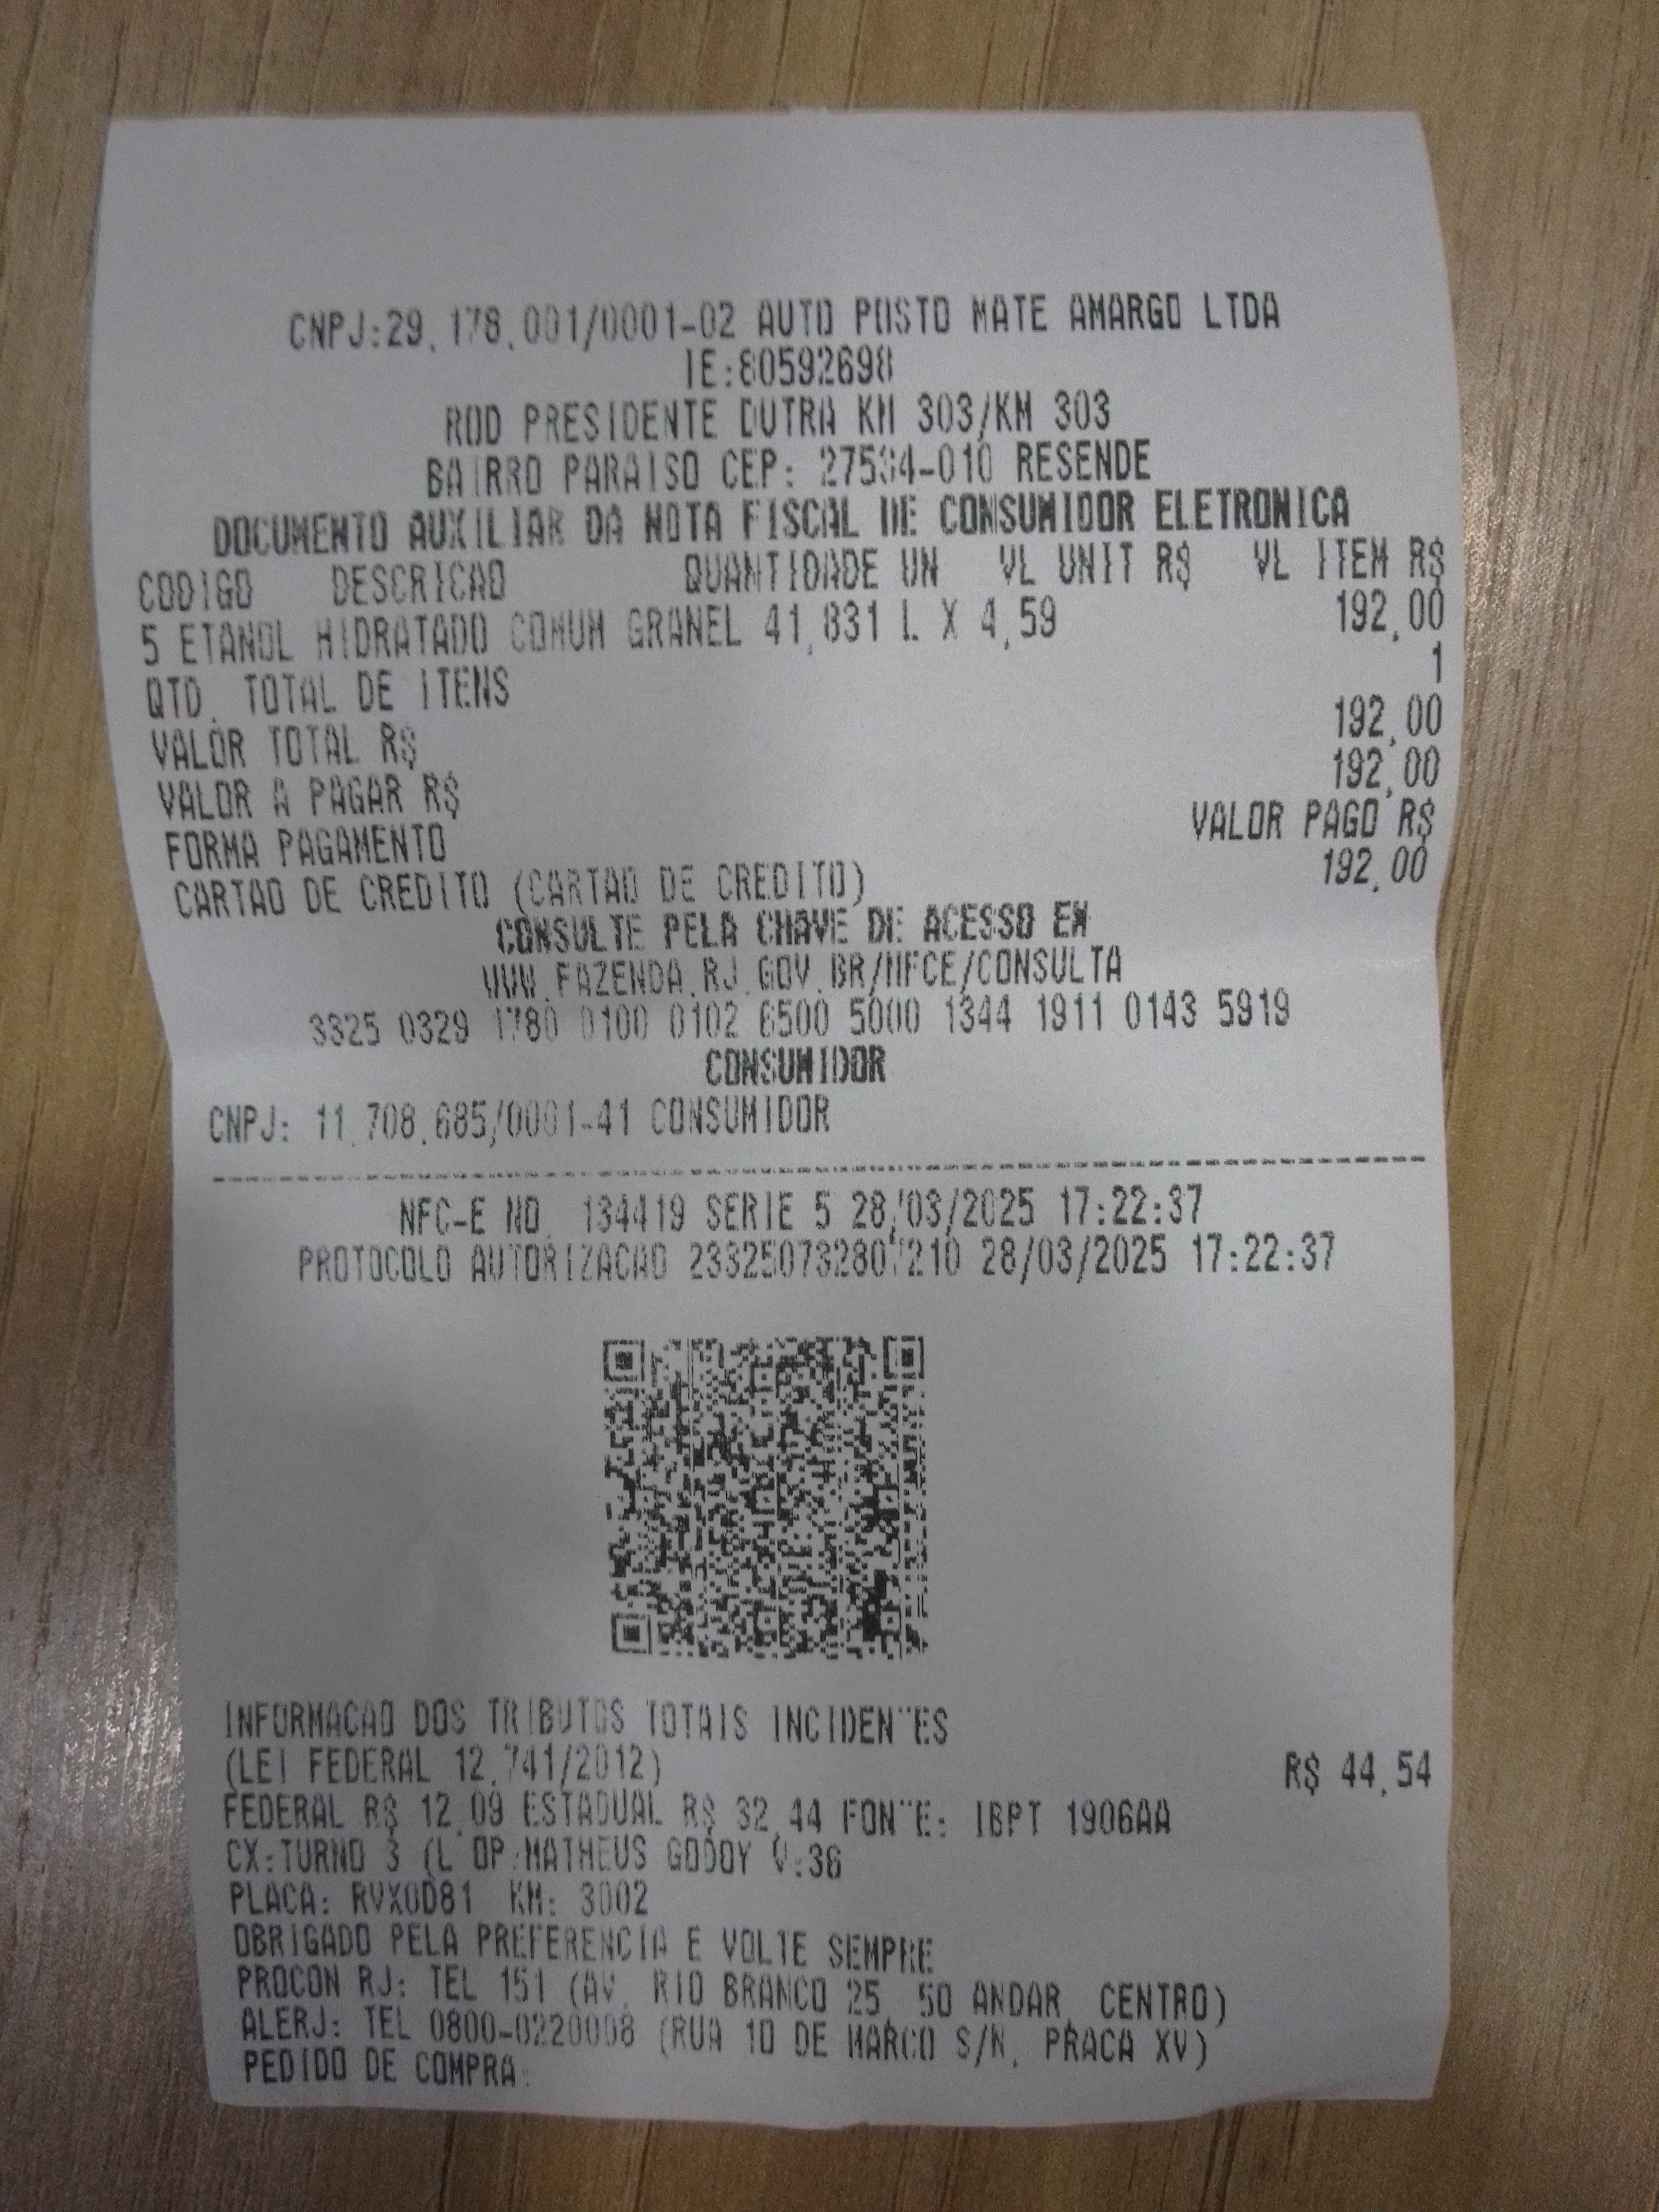 CNPJ:29.178.001/0001-02 AUTO POSTO MATE AMARGO LTDA
IE:80592698
ROD PRESIDENTE DUTRA KM 303/KM 303
BAIRRO PARAISO CEP: 27534-010 RESENDE
DOCUMENTO AUXILIAR DA NOTA FISCAL DE CONSUMIDOR ELETRONICA
CODIGO DESCRICAO QUANTIDADE UN VL UNIT R$ VL ITEM R$
5 ETANOL HIDRATADO COMUM GRANEL 41,831 L X 4,59 192,00
QTD. TOTAL DE ITENS 1
VALOR TOTAL R$ 192,00
VALOR A PAGAR R$ 192,00
FORMA PAGAMENTO VALOR PAGO R$
CARTAO DE CREDITO (CARTAO DE CREDITO) 192,00
CONSULTE PELA CHAVE DE ACESSO EM
WWW.FAZENDA.RJ.GOV.BR/NFCE/CONSULTA
3325 0329 1780 0100 0102 6500 5000 1344 1911 0143 5919
CONSUMIDOR
CNPJ: 11.708.685/0001-41 CONSUMIDOR
NFC-E NO. 134419 SERIE 5 28/03/2025 17:22:37
PROTOCOLO AUTORIZACAO 233250732807210 28/03/2025 17:22:37
INFORMACAO DOS TRIBUTOS TOTAIS INCIDENTES
(LEI FEDERAL 12.741/2012) R$ 44,54
FEDERAL R$ 12,09 ESTADUAL R$ 32,44 FONTE: IBPT 1906AA
CX:TURNO 3 (L OP:MATHEUS GODOY V:36
PLACA: RVX0D81 KM: 3002
OBRIGADO PELA PREFERENCIA E VOLTE SEMPRE
PROCON RJ: TEL 151 (AV. RIO BRANCO 25, 5O ANDAR, CENTRO)
ALERJ: TEL 0800-0220008 (RUA 1O DE MARCO S/N, PRACA XV)
PEDIDO DE COMPRA: